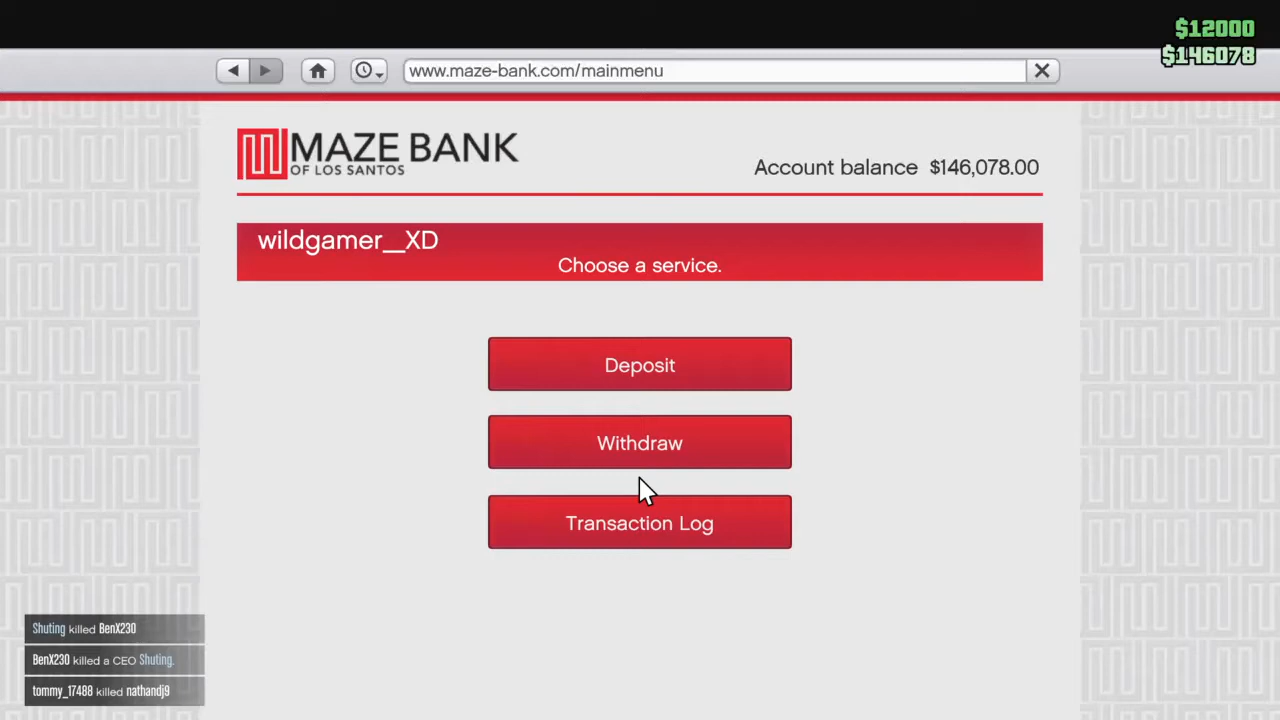 $12000
$146078
www.maze-bank.com/mainmenu
MAZE BANK
OF LOS SANTOS
Account balance $146,078.00
wildgamer__XD
Choose a service.
Deposit
Withdraw
Transaction Log
Shuting killed BenX230
BenX230 killed a CEO Shuting.
tommy_17488 killed nathandj9